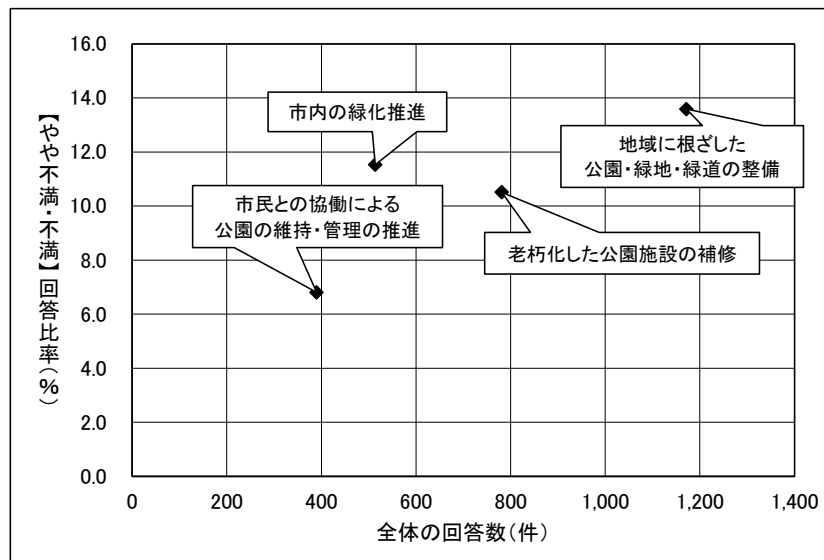 【やや不満・不満】回答比率(%)
16.0
14.0
12.0
10.0
8.0
6.0
4.0
2.0
0.0
市内の緑化推進
地域に根ざした
公園・緑地・緑道の整備
市民との協働による
公園の維持・管理の推進
老朽化した公園施設の補修
0 200 400 600 800 1,000 1,200 1,400
全体の回答数(件)